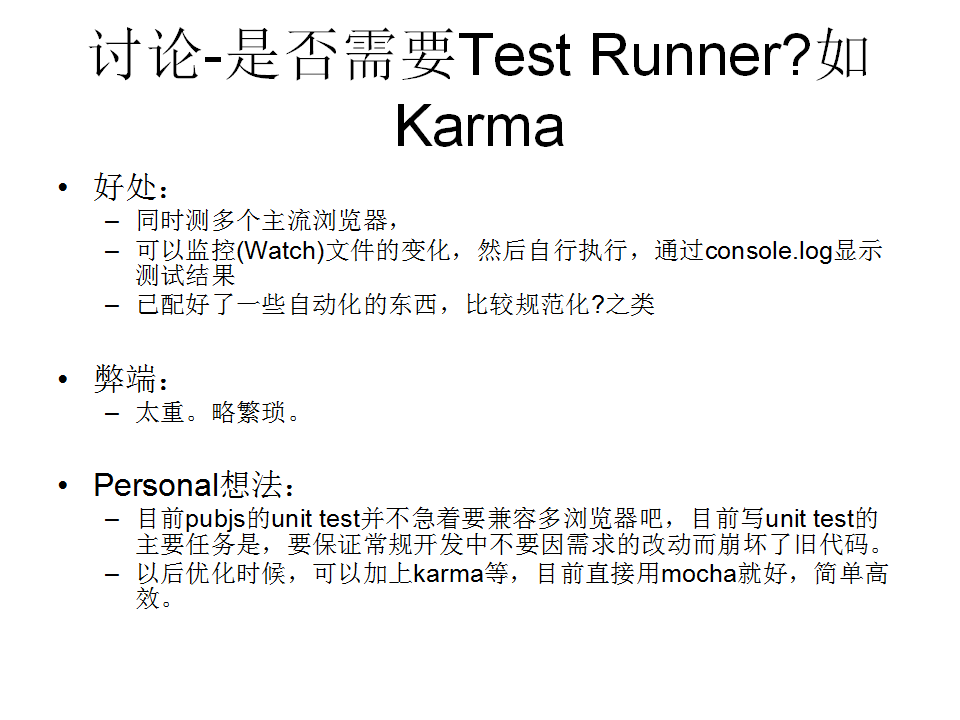 讨论-是否需要Test Runner?如
Karma
• 好处：
– 同时测多个主流浏览器，
– 可以监控(Watch)文件的变化，然后自行执行，通过console.log显示
测试结果
– 已配好了一些自动化的东西，比较规范化?之类
• 弊端：
– 太重。略繁琐。
• Personal想法：
– 目前pubjs的unit test并不急着要兼容多浏览器吧，目前写unit test的
主要任务是，要保证常规开发中不要因需求的改动而崩坏了旧代码。
– 以后优化时候，可以加上karma等，目前直接用mocha就好，简单高
效。